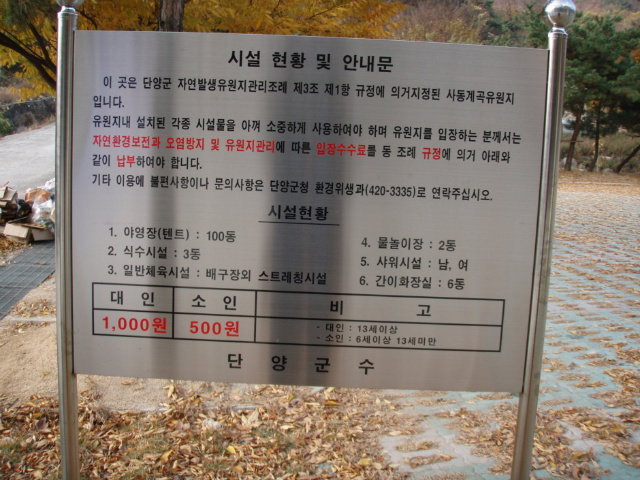 시설 현황 및 안내문
이 곳은 단양군 자연발생유원지관리조례 제3조 제1항 규정에 의거지정된 사동계곡유원지
입니다.
유원지내 설치된 각종 시설물을 아껴 소중하게 사용하여야 하며 유원지를 입장하는 분께서는
자연환경보전과 오염방지 및 유원지관리에 따른 입장수수료를 동 조례 규정에 의거 아래와
같이 납부하여야 합니다.
기타 이용에 불편사항이나 문의사항은 단양군청 환경위생과(420-3335)로 연락주십시오.
시설현황
1. 야영장(텐트) : 100동
2. 식수시설 : 3동
3. 일반체육시설 : 배구장외 스트레칭시설
4. 물놀이장 : 2동
5. 샤워시설 : 남, 여
6. 간이화장실 : 6동
대 인 소 인 비 고
1,000원 500원 - 대인 : 13세이상
- 소인 : 6세이상 13세미만
단 양 군 수